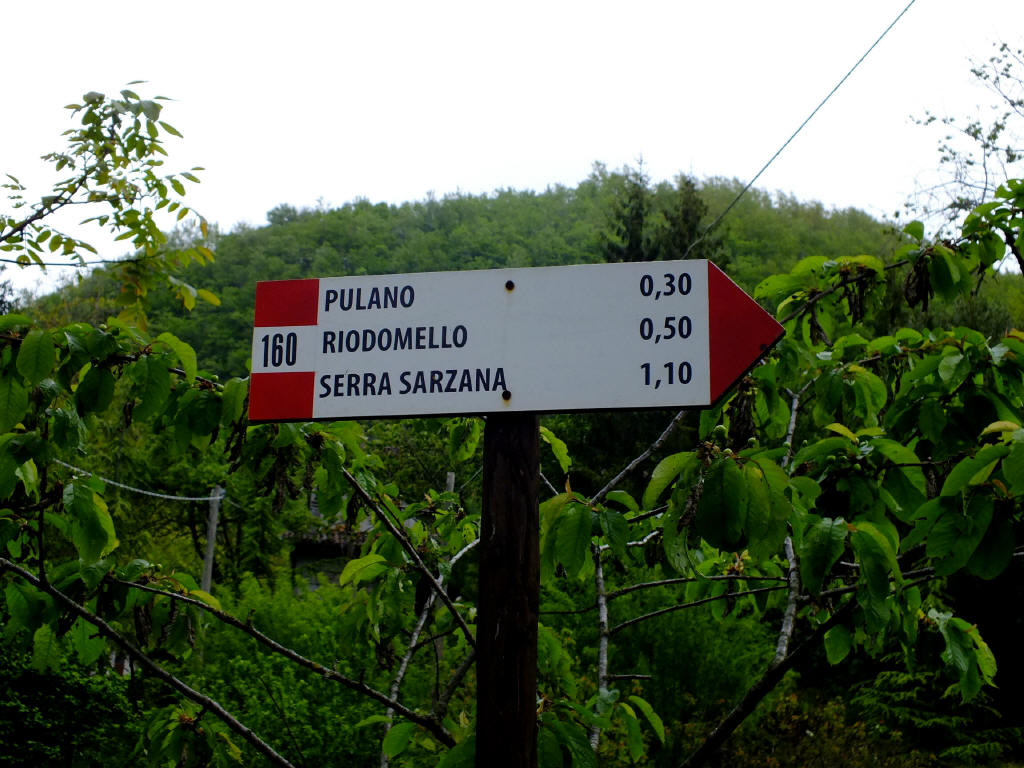 PULANO 0,30
160 RIODOMELLO 0,50
SERRA SARZANA 1,10